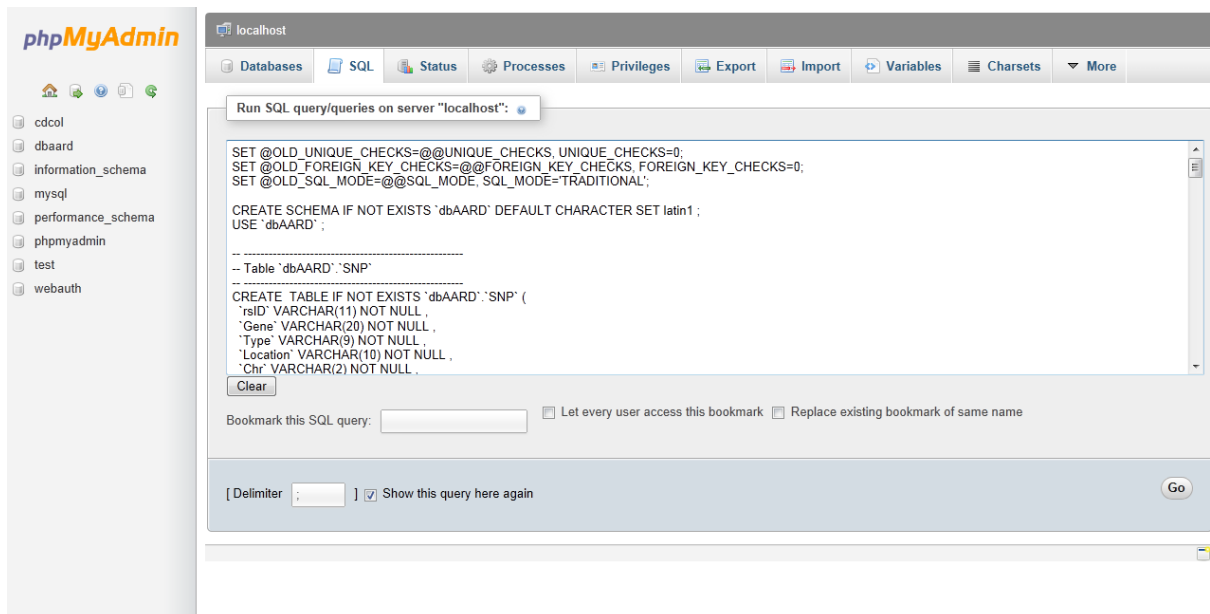 phpMyAdmin
cdcol
dbaard
information_schema
mysql
performance_schema
phpmyadmin
test
webauth
localhost
Databases SQL Status Processes Privileges Export Import Variables Charsets More
Run SQL query/queries on server "localhost":
SET @OLD_UNIQUE_CHECKS=@@UNIQUE_CHECKS, UNIQUE_CHECKS=0;
SET @OLD_FOREIGN_KEY_CHECKS=@@FOREIGN_KEY_CHECKS, FOREIGN_KEY_CHECKS=0;
SET @OLD_SQL_MODE=@@SQL_MODE, SQL_MODE='TRADITIONAL';
CREATE SCHEMA IF NOT EXISTS `dbAARD` DEFAULT CHARACTER SET latin1 ;
USE `dbAARD` ;
-- -----------------------------------------------------
-- Table `dbAARD`.`SNP`
-- -----------------------------------------------------
CREATE  TABLE IF NOT EXISTS `dbAARD`.`SNP` (
`rsID` VARCHAR(11) NOT NULL ,
`Gene` VARCHAR(20) NOT NULL ,
`Type` VARCHAR(9) NOT NULL ,
`Location` VARCHAR(10) NOT NULL ,
`Chr` VARCHAR(2) NOT NULL ,
Clear
Bookmark this SQL query: Let every user access this bookmark Replace existing bookmark of same name
[ Delimiter ; ] Show this query here again
Go